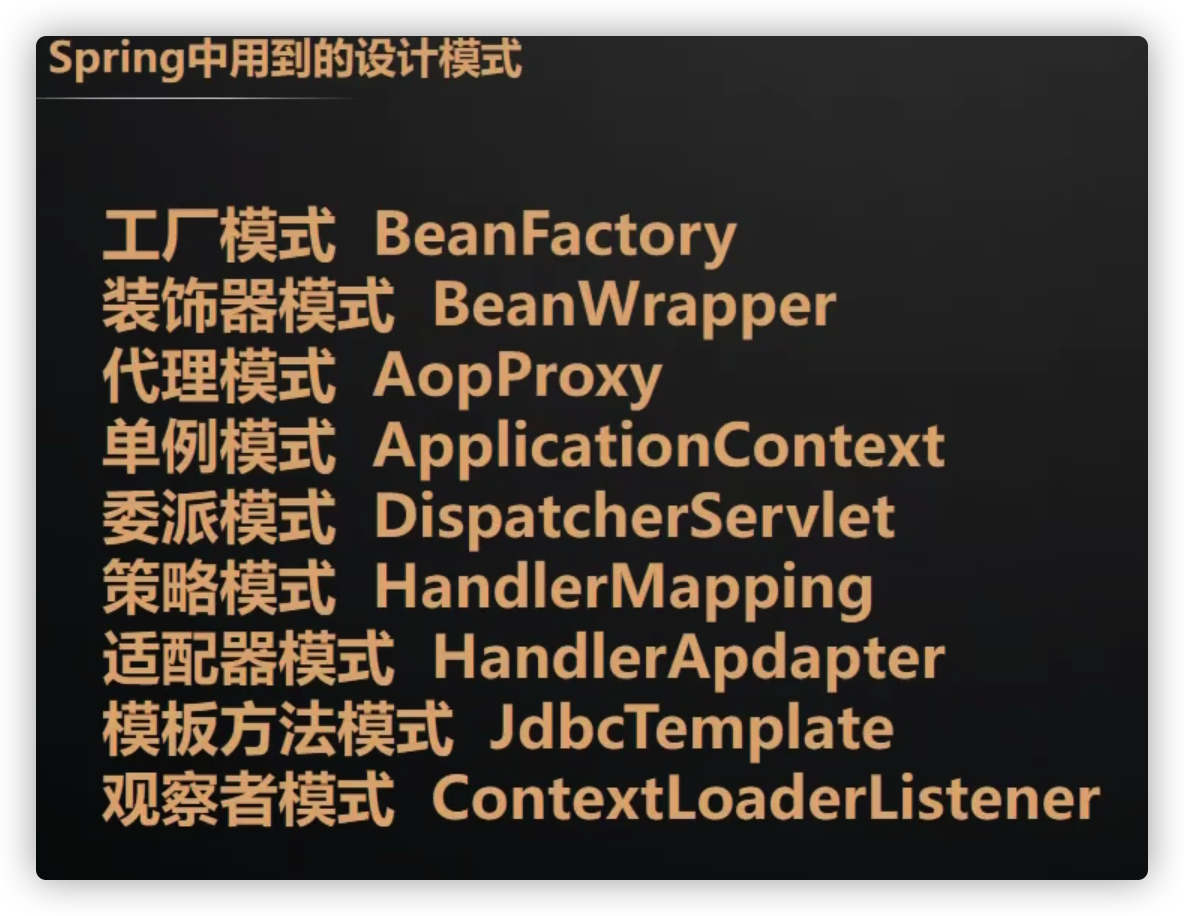 Spring中用到的设计模式
工厂模式 BeanFactory
装饰器模式 BeanWrapper
代理模式 AopProxy
单例模式 ApplicationContext
委派模式 DispatcherServlet
策略模式 HandlerMapping
适配器模式 HandlerApdapter
模板方法模式 JdbcTemplate
观察者模式 ContextLoaderListener